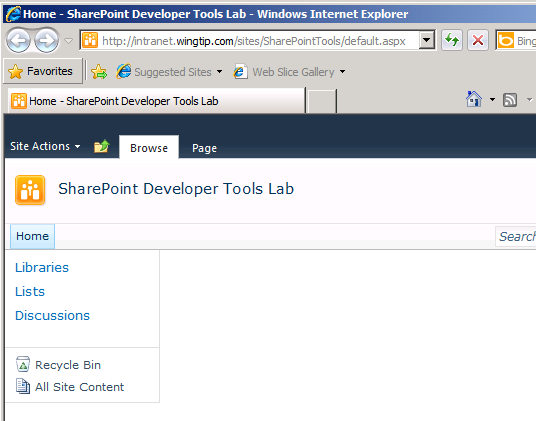 Home - SharePoint Developer Tools Lab - Windows Internet Explorer
http://intranet.wingtip.com/sites/SharePointTools/default.aspx
Bing
Favorites Suggested Sites Web Slice Gallery
Home - SharePoint Developer Tools Lab
Site Actions Browse Page
SharePoint Developer Tools Lab
Home Search
Libraries
Lists
Discussions
Recycle Bin
All Site Content